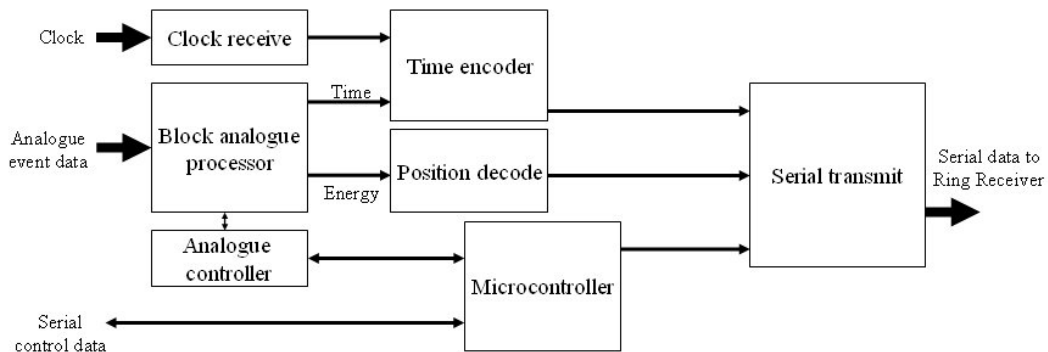 Clock
Clock receive
Time encoder
Time
Analogue
event data
Block analogue
processor
Energy
Position decode
Serial transmit
Serial data to
Ring Receiver
Analogue
controller
Microcontroller
Serial
control data